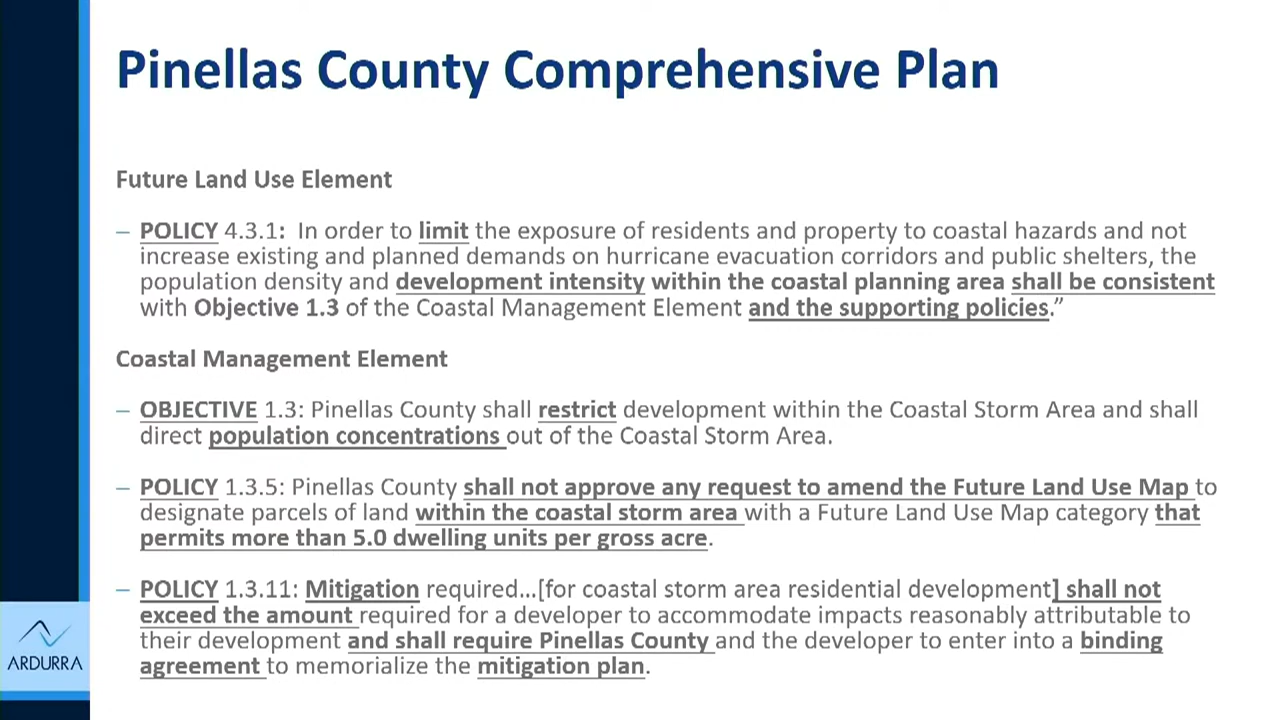 Pinellas County Comprehensive Plan
Future Land Use Element
– POLICY 4.3.1:  In order to limit the exposure of residents and property to coastal hazards and not
increase existing and planned demands on hurricane evacuation corridors and public shelters, the
population density and development intensity within the coastal planning area shall be consistent
with Objective 1.3 of the Coastal Management Element and the supporting policies.”
Coastal Management Element
– OBJECTIVE 1.3: Pinellas County shall restrict development within the Coastal Storm Area and shall
direct population concentrations out of the Coastal Storm Area.
– POLICY 1.3.5: Pinellas County shall not approve any request to amend the Future Land Use Map to
designate parcels of land within the coastal storm area with a Future Land Use Map category that
permits more than 5.0 dwelling units per gross acre.
– POLICY 1.3.11: Mitigation required...[for coastal storm area residential development] shall not
exceed the amount required for a developer to accommodate impacts reasonably attributable to
their development and shall require Pinellas County and the developer to enter into a binding
agreement to memorialize the mitigation plan.
ARDURRA